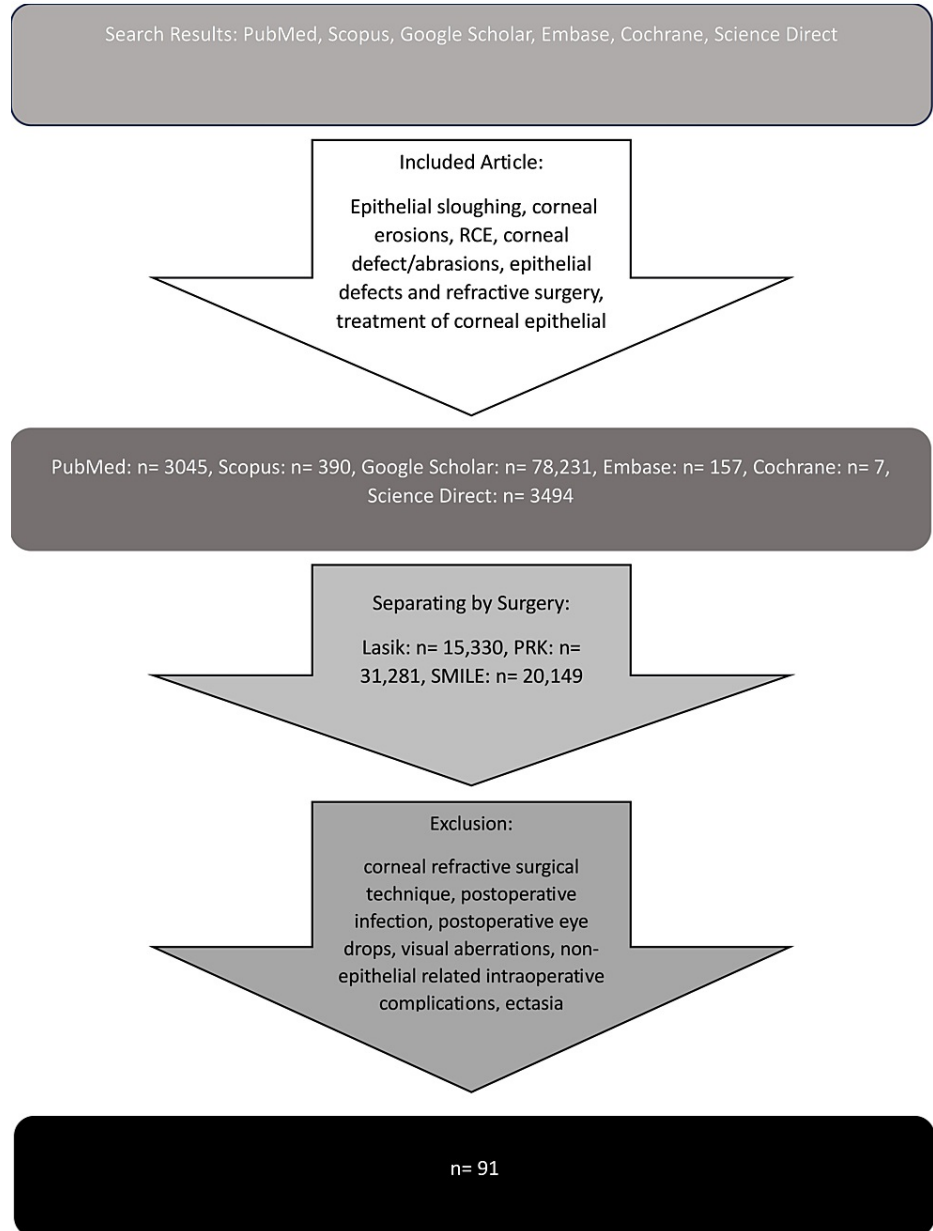 Search Results: PubMed, Scopus, Google Scholar, Embase, Cochrane, Science Direct
Included Article:
Epithelial sloughing, corneal
erosions, RCE, corneal
defect/abrasions, epithelial
defects and refractive surgery,
treatment of corneal epithelial
PubMed: n= 3045, Scopus: n= 390, Google Scholar: n= 78,231, Embase: n= 157, Cochrane: n= 7,
Science Direct: n= 3494
Separating by Surgery:
Lasik: n= 15,330, PRK: n=
31,281, SMILE: n= 20,149
Exclusion:
corneal refractive surgical
technique, postoperative
infection, postoperative eye
drops, visual aberrations, non-
epithelial related intraoperative
complications, ectasia
n= 91